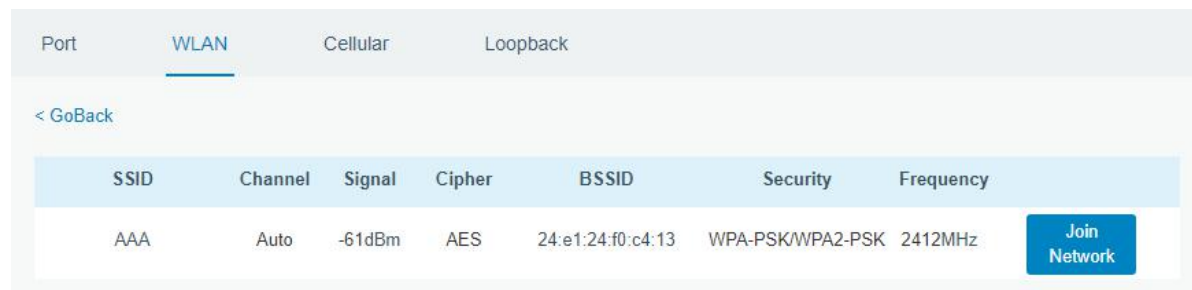 Port WLAN Cellular Loopback
< GoBack
SSID Channel Signal Cipher BSSID Security Frequency
AAA Auto -61dBm AES 24:e1:24:f0:c4:13 WPA-PSK/WPA2-PSK 2412MHz Join Network